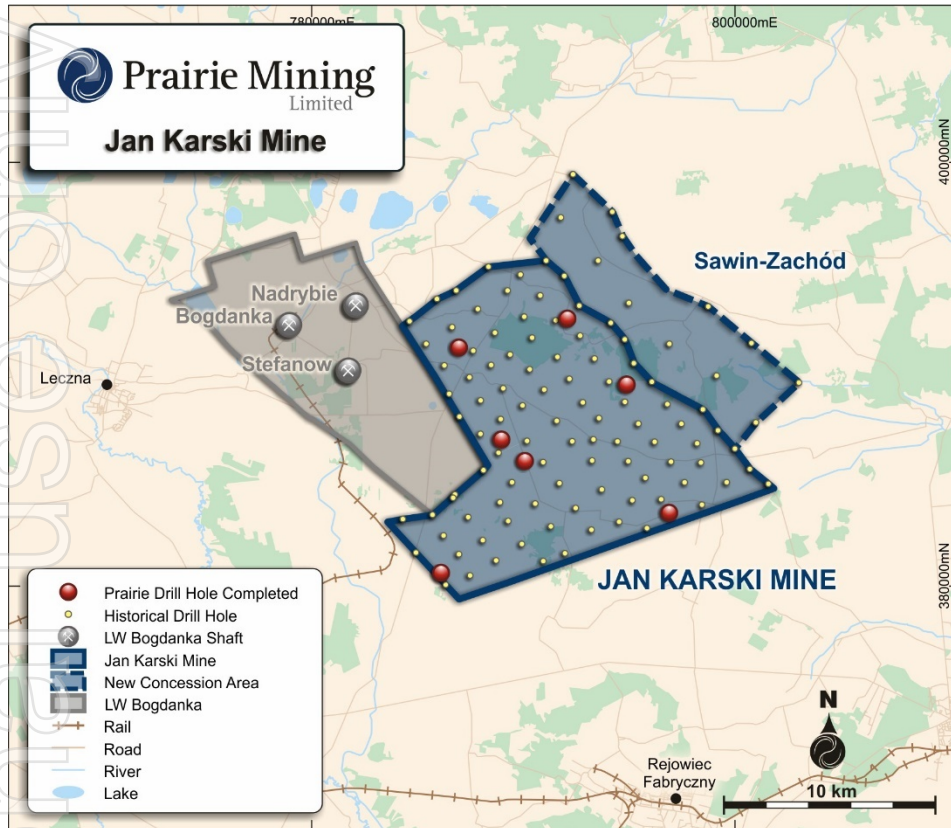 780000mE
800000mE
Prairie Mining
Limited
Jan Karski Mine
400000mN
Sawin-Zachód
Nadrybie
Bogdanka
Stefanow
Leczna
JAN KARSKI MINE
380000mN
Prairie Drill Hole Completed
Historical Drill Hole
LW Bogdanka Shaft
Jan Karski Mine
New Concession Area
LW Bogdanka
Rail
Road
River
Lake
N
Rejowiec
Fabryczny
10 km
use only